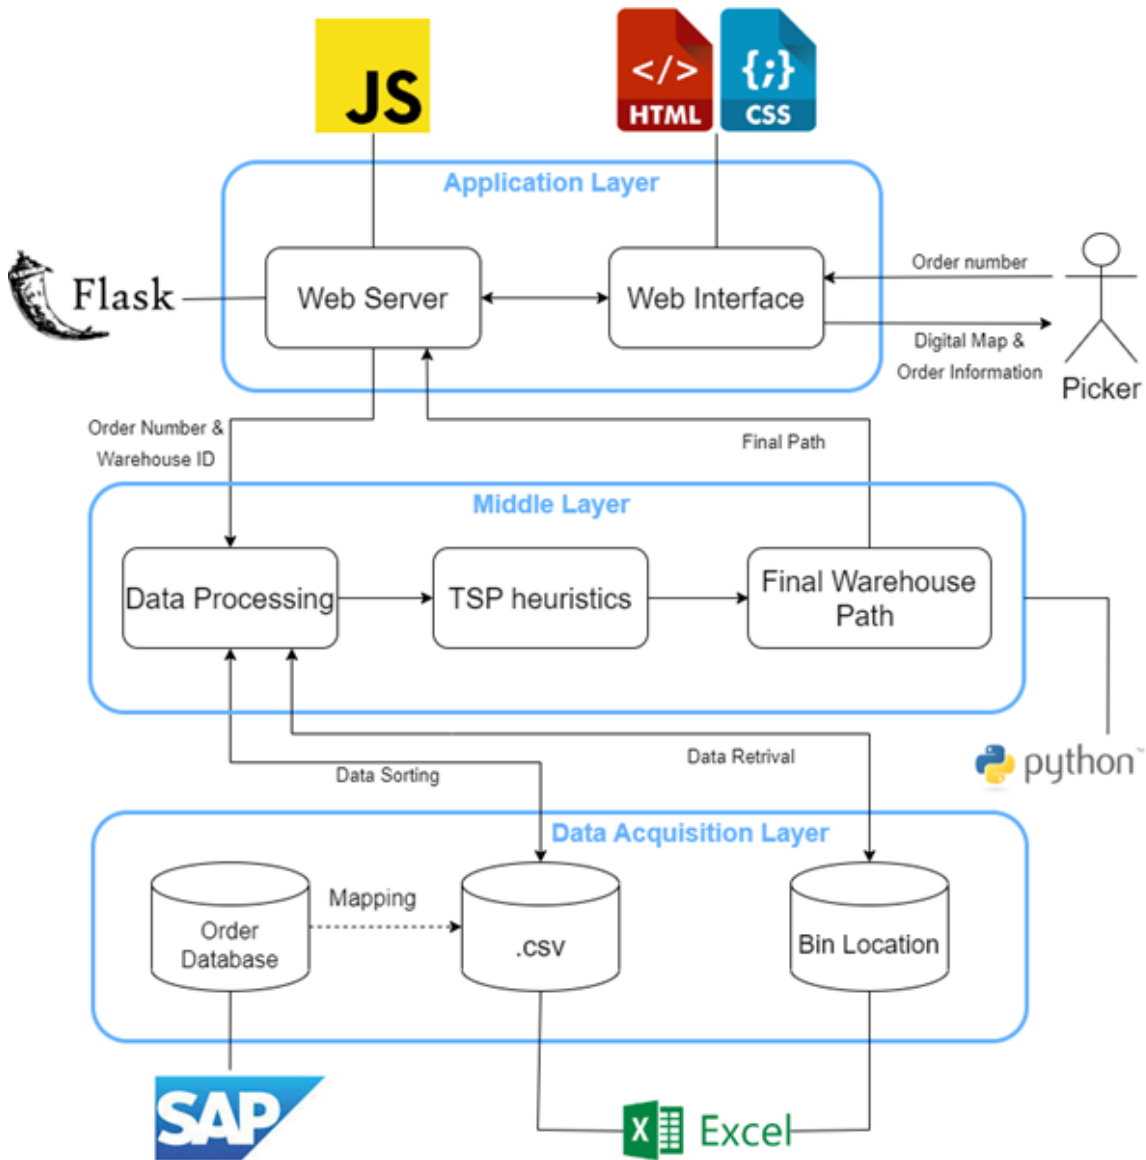 JS
</>
HTML
{;}
CSS
Application Layer
Flask
Web Server
Web Interface
Order number
Digital Map &
Order Information
Picker
Order Number &
Warehouse ID
Final Path
Middle Layer
Data Processing
TSP heuristics
Final Warehouse
Path
Data Retrival
Data Sorting
python™
Data Acquisition Layer
Order
Database
Mapping
.csv
Bin Location
SAP
X
Excel